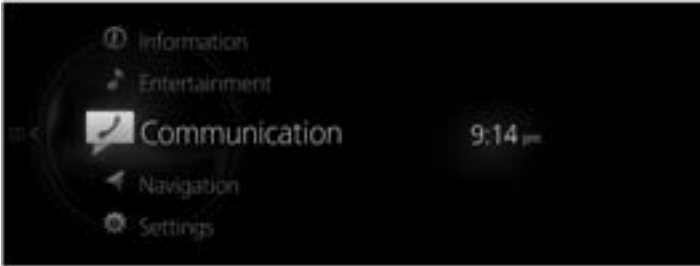 Information
Entertainment
Communication
9:14 pm
Navigation
Settings